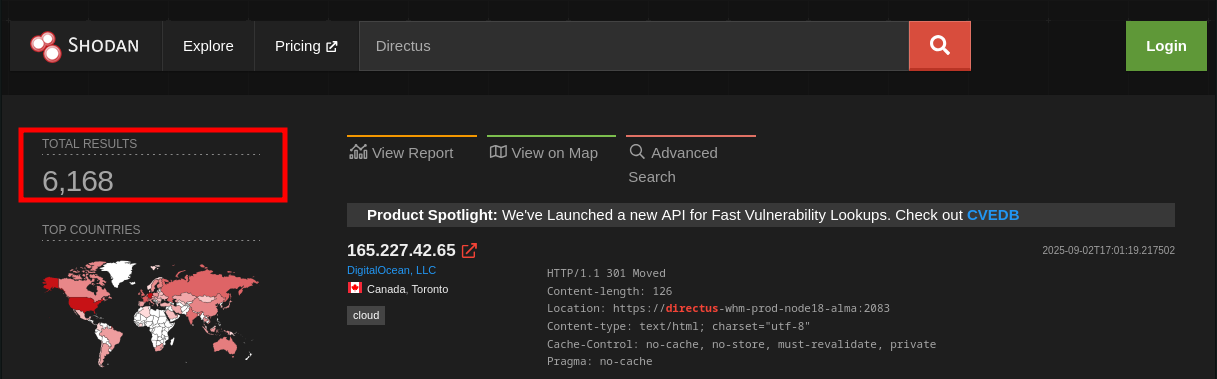 SHODAN Explore Pricing Directus Login
TOTAL RESULTS
6,168
TOP COUNTRIES
View Report View on Map Advanced
Search
Product Spotlight: We've Launched a new API for Fast Vulnerability Lookups. Check out CVEDB
165.227.42.65 2025-09-02T17:01:19.217502
DigitalOcean, LLC
Canada, Toronto
cloud
HTTP/1.1 301 Moved
Content-length: 126
Location: https://directus-whm-prod-node18-alma:2083
Content-type: text/html; charset="utf-8"
Cache-Control: no-cache, no-store, must-revalidate, private
Pragma: no-cache